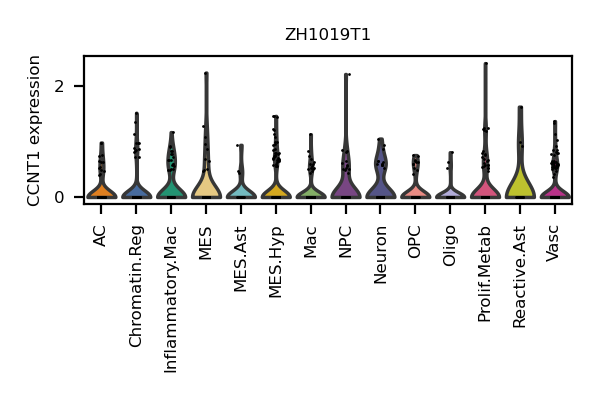 ZH1019T1
CCNT1 expression
2
0
AC
Chromatin.Reg
Inflammatory.Mac
MES
MES.Ast
MES.Hyp
Mac
NPC
Neuron
OPC
Oligo
Prolif.Metab
Reactive.Ast
Vasc